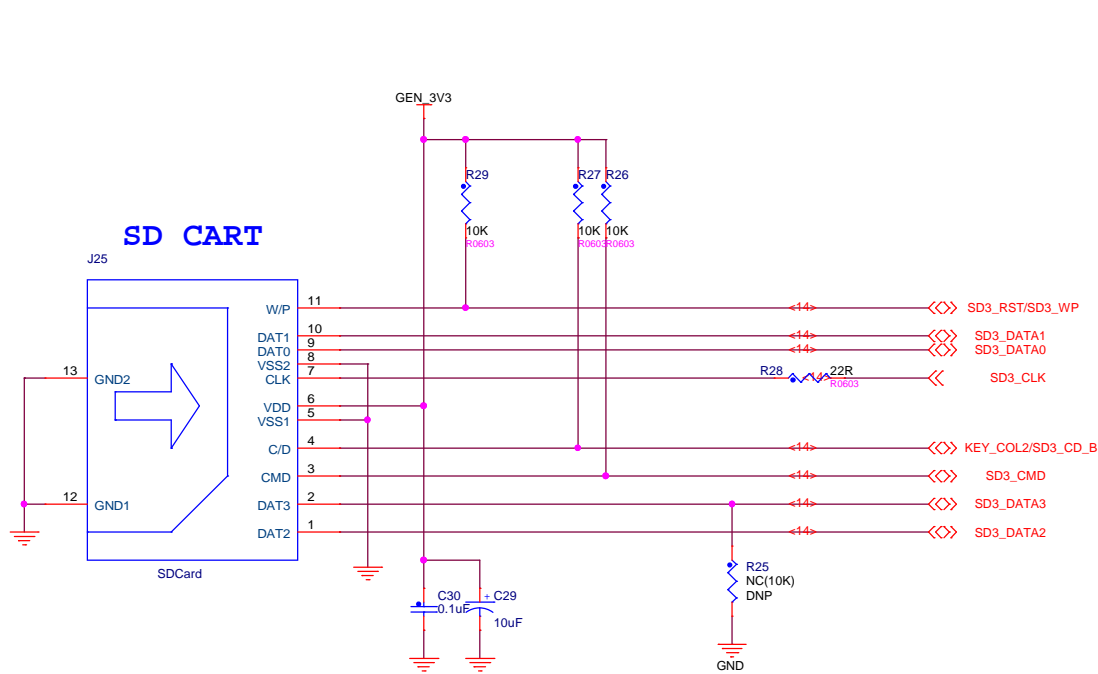 GEN_3V3
R29
R27
R26
10K
R0603
10K
R0603
10K
R0603
SD CART
J25
W/P
11
<14>
SD3_RST/SD3_WP
DAT1
10
<14>
SD3_DATA1
DAT0
9
<14>
SD3_DATA0
VSS2
8
CLK
7
R28
<14>
22R
R0603
SD3_CLK
13
GND2
VDD
6
VSS1
5
C/D
4
<14>
KEY_COL2/SD3_CD_B
CMD
3
<14>
SD3_CMD
12
GND1
DAT3
2
<14>
SD3_DATA3
DAT2
1
<14>
SD3_DATA2
SDCard
R25
NC(10K)
DNP
C30
0.1uF
+
C29
10uF
GND